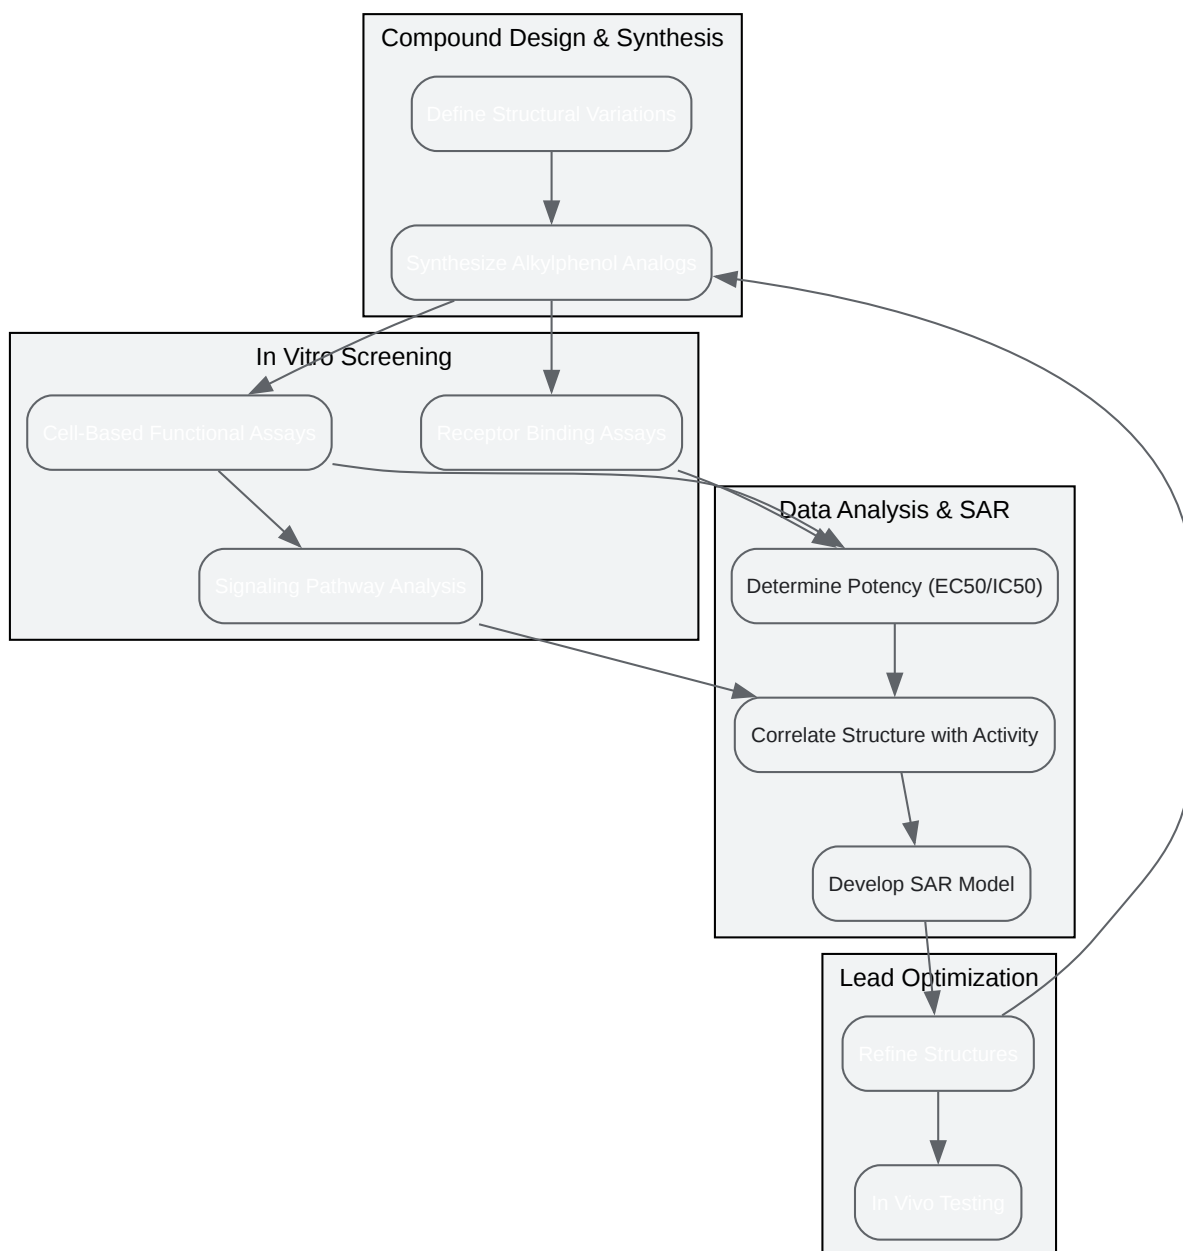 Compound Design & Synthesis
Define Structural Variations
Synthesize Alkylphenol Analogs
In Vitro Screening
Cell-Based Functional Assays
Receptor Binding Assays
Signaling Pathway Analysis
Data Analysis & SAR
Determine Potency (EC50/IC50)
Correlate Structure with Activity
Develop SAR Model
Lead Optimization
Refine Structures
In Vivo Testing